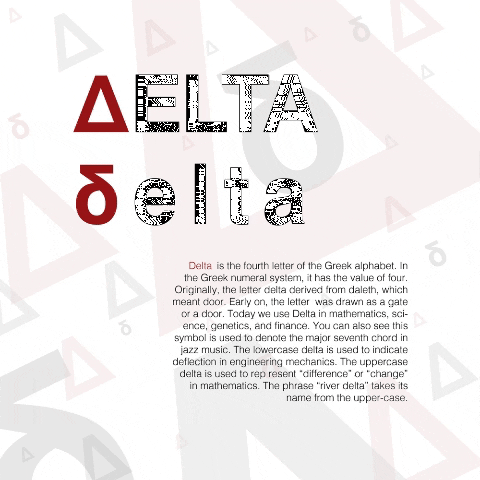 ΔELTA
δelta
Delta is the fourth letter of the Greek alphabet. In
the Greek numeral system, it has the value of four.
Originally, the letter delta derived from daleth, which
meant door. Early on, the letter was drawn as a gate
or a door. Today we use Delta in mathematics, sci-
ence, genetics, and finance. You can also see this
symbol is used to denote the major seventh chord in
jazz music. The lowercase delta is used to indicate
deflection in engineering mechanics. The uppercase
delta is used to rep resent “difference” or “change”
in mathematics. The phrase “river delta” takes its
name from the upper-case.